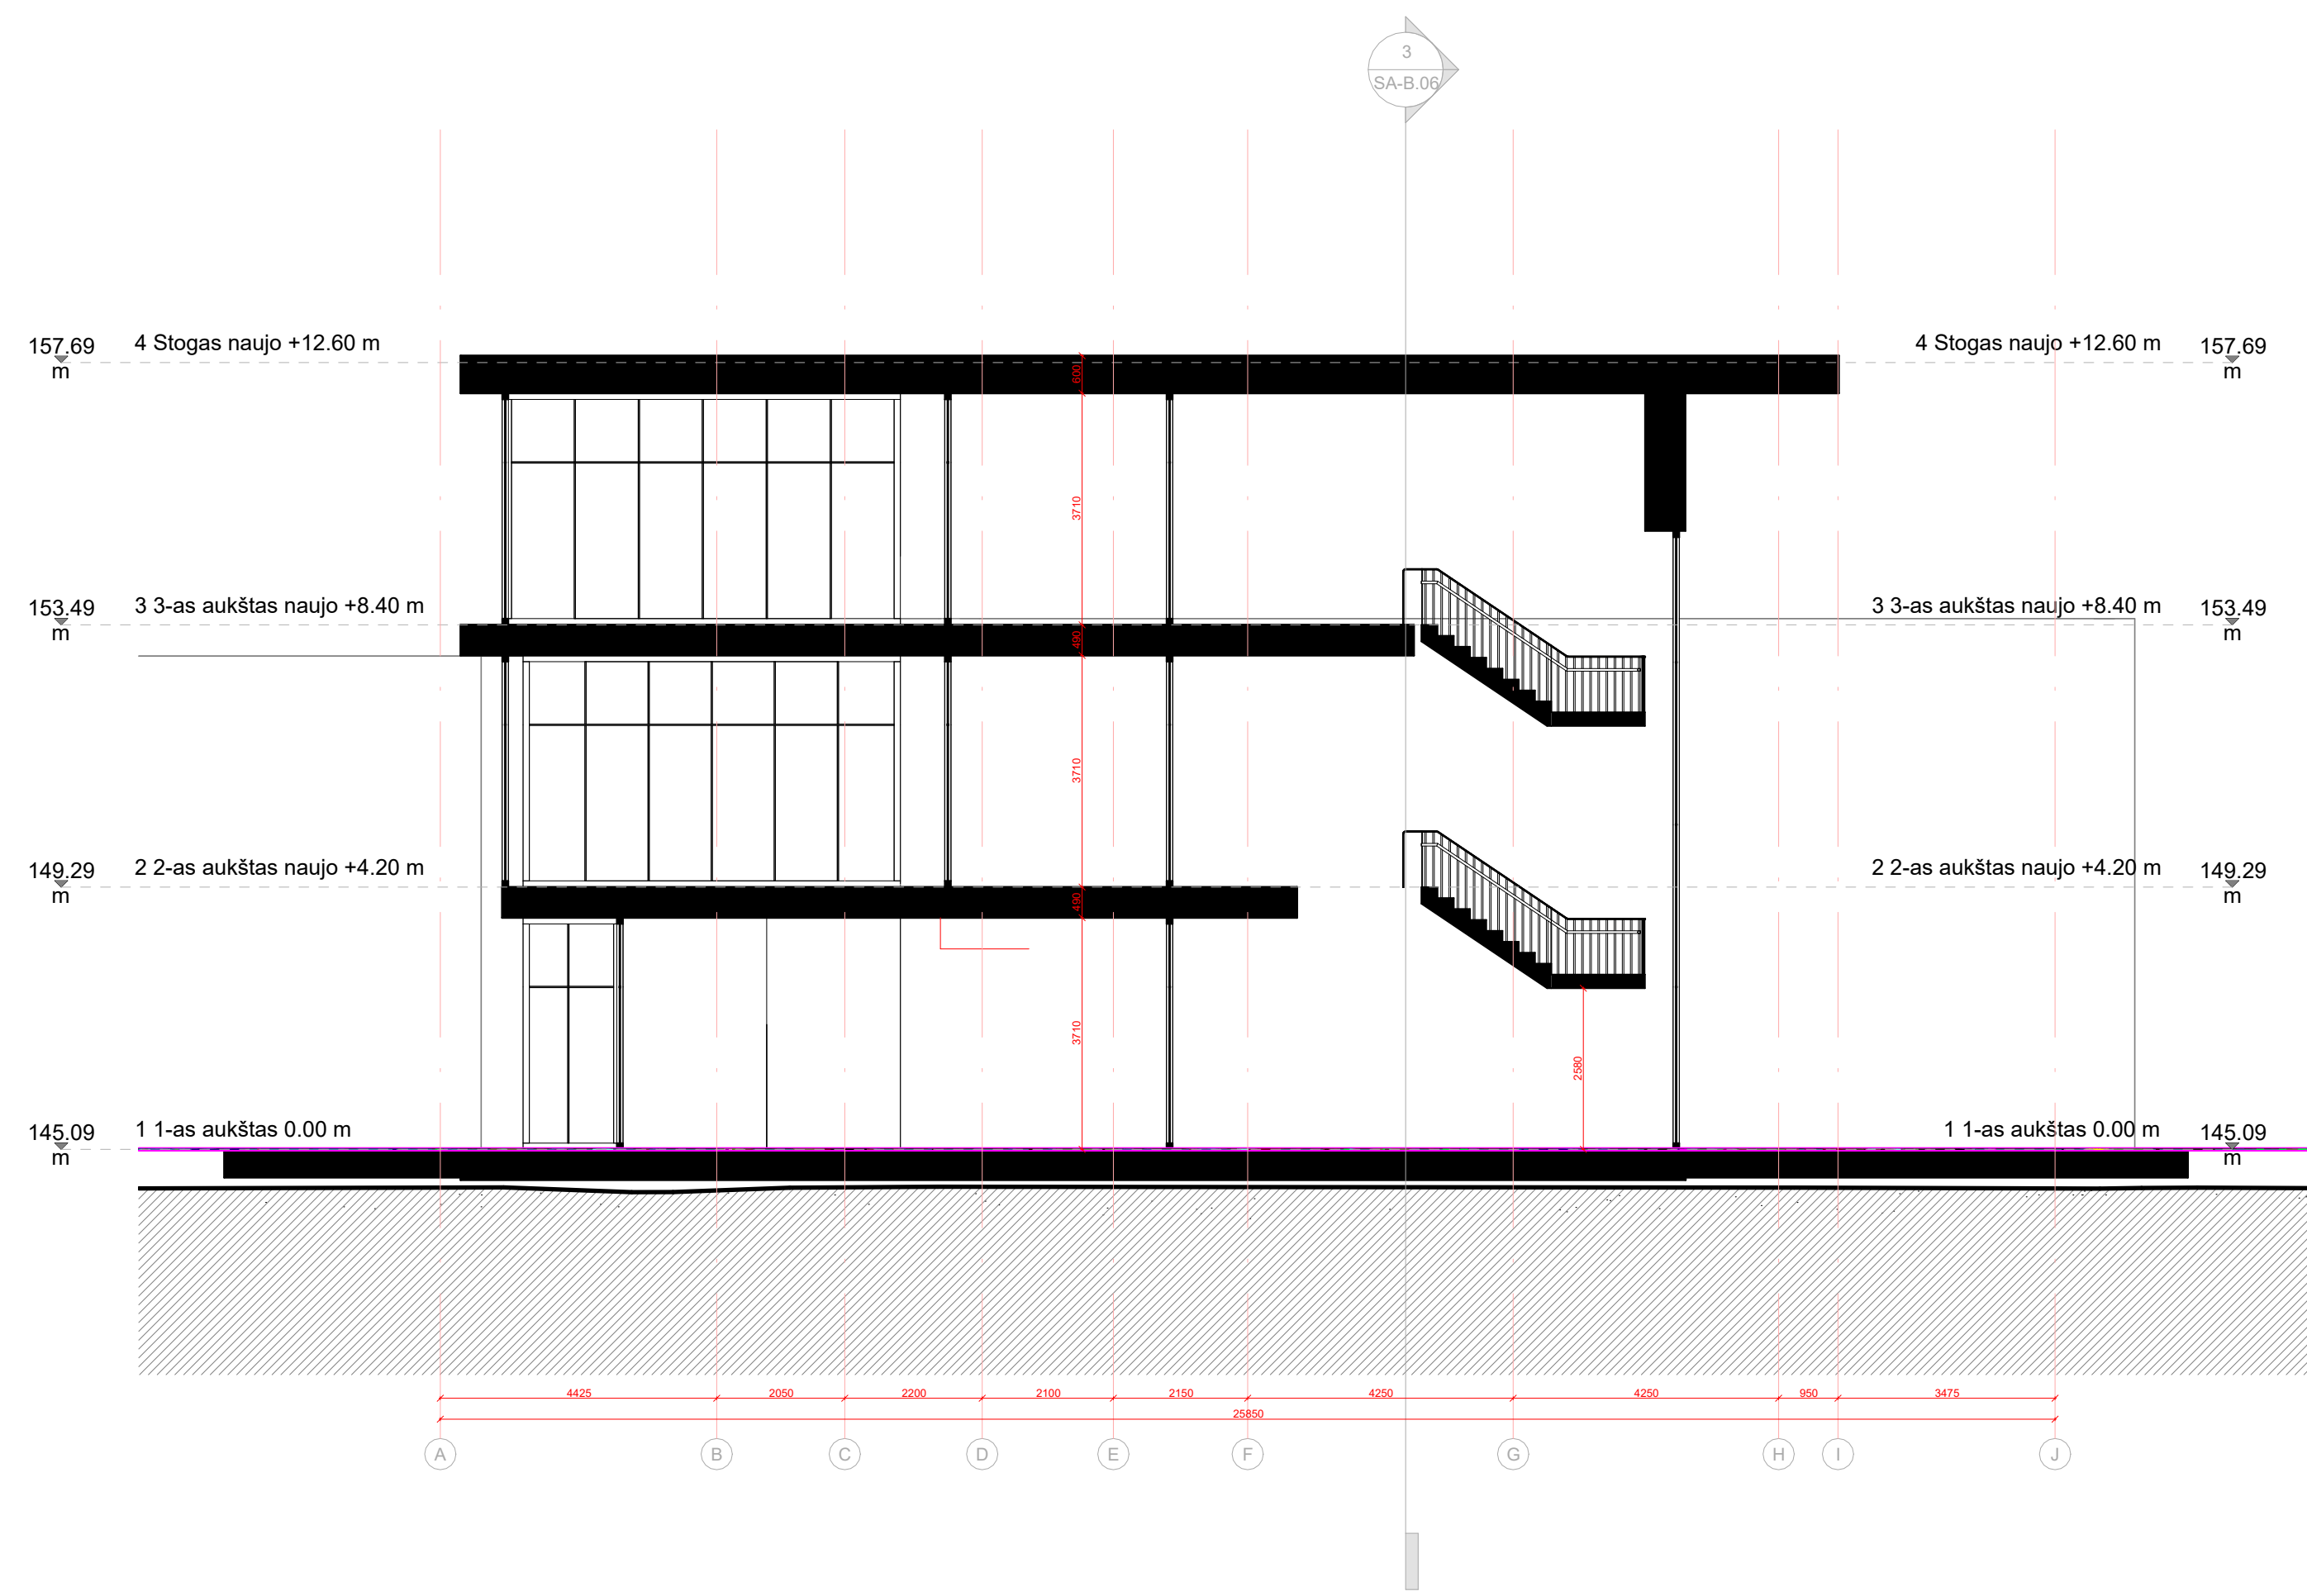 3
SA-B.06
157.69
m
4 Stogas naujo +12.60 m
4 Stogas naujo +12.60 m
157.69
m
600
3710
153.49
m
3 3-as aukštas naujo +8.40 m
3 3-as aukštas naujo +8.40 m
153.49
m
490
3710
149.29
m
2 2-as aukštas naujo +4.20 m
2 2-as aukštas naujo +4.20 m
149.29
m
490
3710
2580
145.09
m
1 1-as aukštas 0.00 m
1 1-as aukštas 0.00 m
145.09
m
4425 2050 2200 2100 2150 4250 4250 950 3475
25850
A B C D E F G H I J